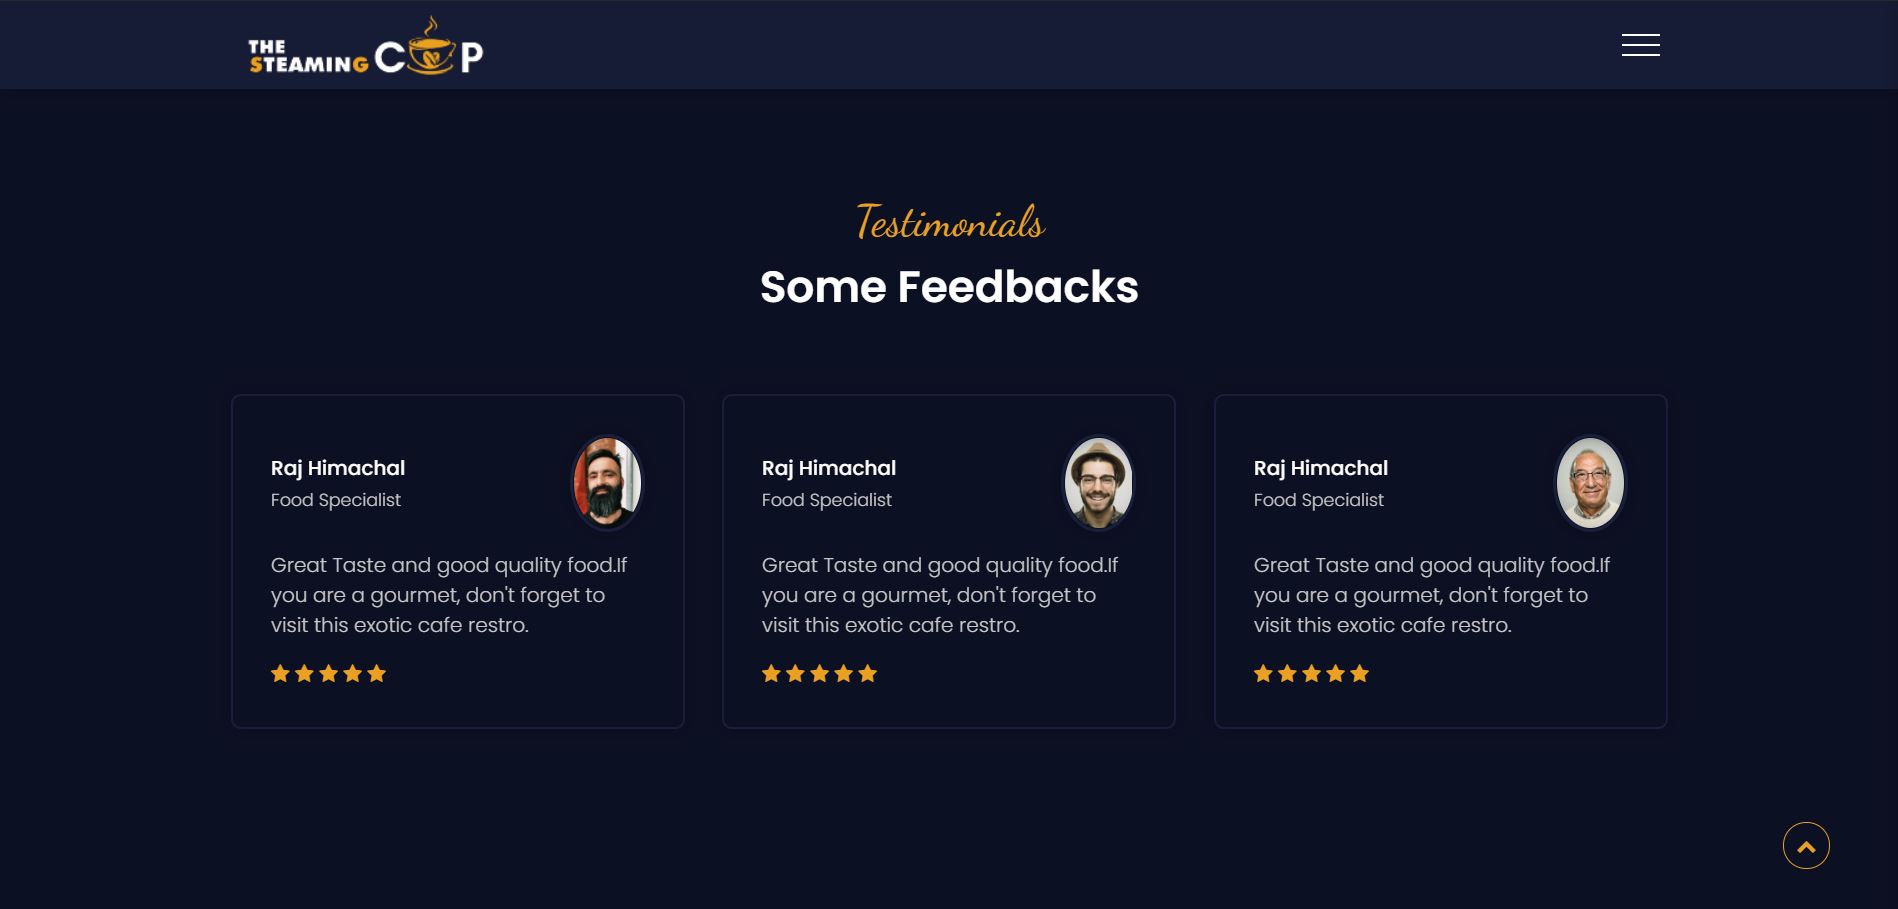 THE
STEAMING CUP
Testimonials
Some Feedbacks
Raj Himachal
Food Specialist
Great Taste and good quality food.If
you are a gourmet, don't forget to
visit this exotic cafe restro.
Raj Himachal
Food Specialist
Great Taste and good quality food.If
you are a gourmet, don't forget to
visit this exotic cafe restro.
Raj Himachal
Food Specialist
Great Taste and good quality food.If
you are a gourmet, don't forget to
visit this exotic cafe restro.